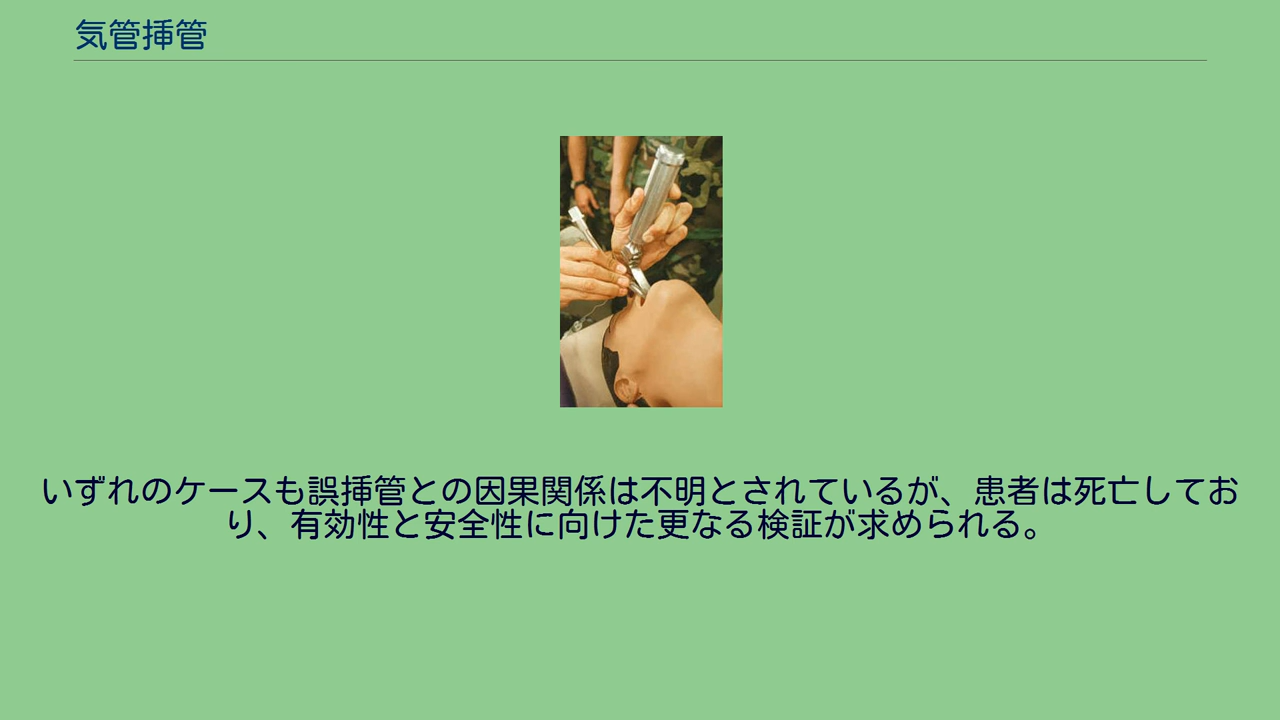 気管挿管
いずれのケースも誤挿管との因果関係は不明とされているが、患者は死亡してお
り、有効性と安全性に向けた更なる検証が求められる。